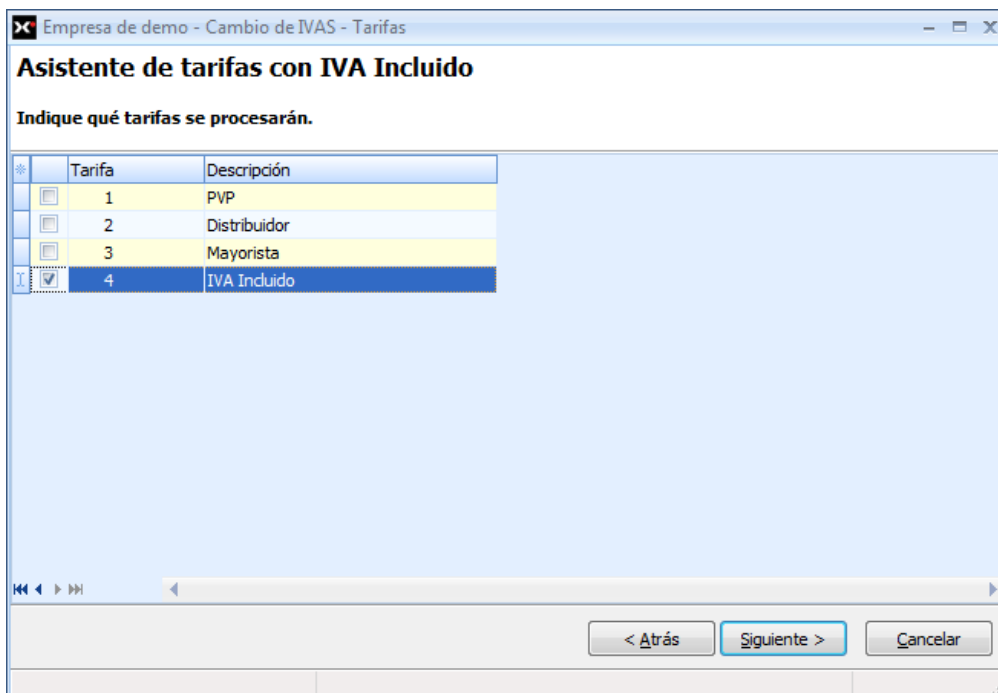 Empresa de demo - Cambio de IVAS - Tarifas
Asistente de tarifas con IVA Incluido
Indique qué tarifas se procesarán.
Tarifa Descripción
1 PVP
2 Distribuidor
3 Mayorista
4 IVA Incluido
< Atrás Siguiente > Cancelar